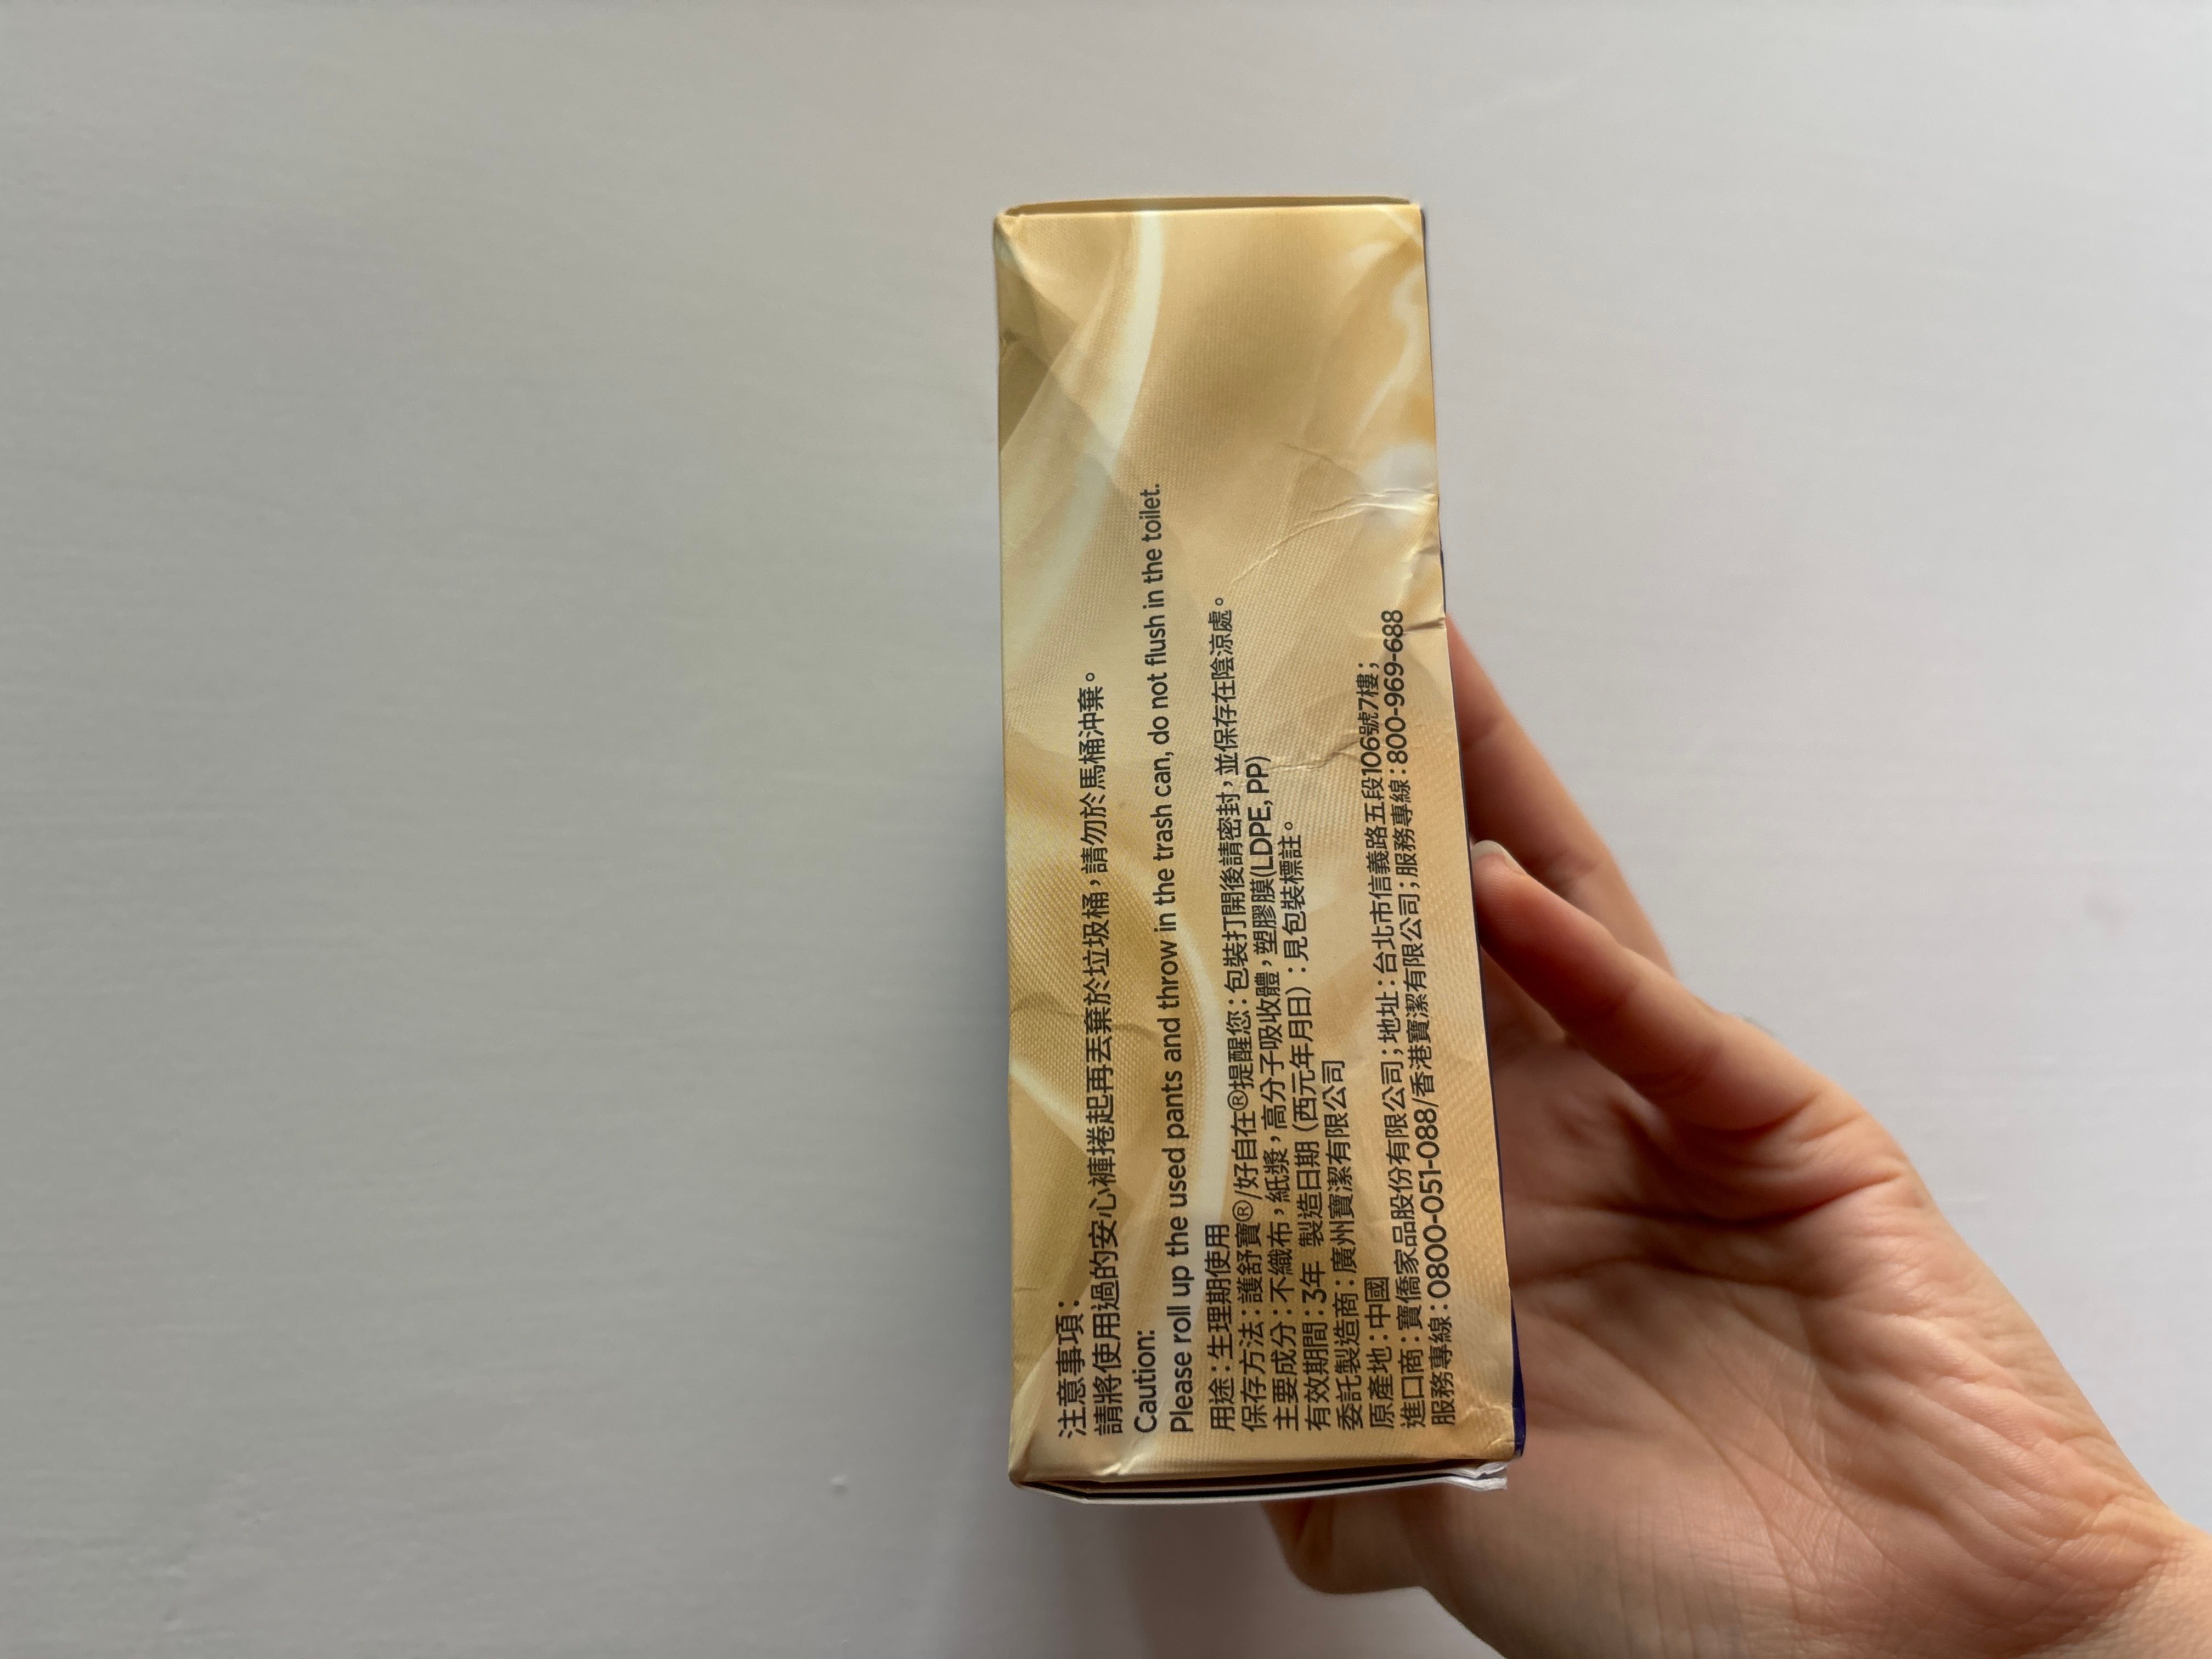 注意事項：
請將使用過的安心褲捲起再丟棄於垃圾桶，請勿於馬桶沖棄。
Caution:
Please roll up the used pants and throw in the trash can, do not flush in the toilet.
用途：生理期使用
保存方法：護舒寶®/好自在®提醒您：包裝打開後請密封，並保存在陰涼處。
主要成分：不織布，紙漿，高分子吸收體，塑膠膜(LDPE, PP)
有效期間：3年 製造日期（西元年月日）：見包裝標註。
委託製造商：廣州寶潔有限公司
原產地：中國
進口商：寶僑家品股份有限公司；地址：台北市信義路五段106號7樓；
服務專線：0800-051-088/香港寶潔有限公司；服務專線：800-969-688